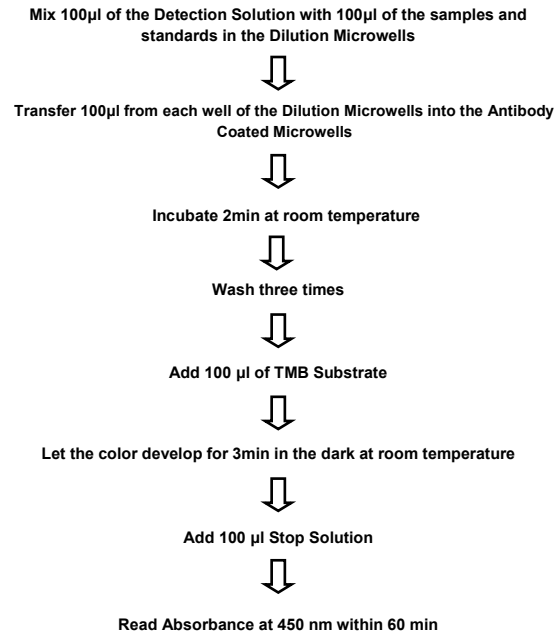 Mix 100µl of the Detection Solution with 100µl of the samples and
standards in the Dilution Microwells
Transfer 100µl from each well of the Dilution Microwells into the Antibody
Coated Microwells
Incubate 2min at room temperature
Wash three times
Add 100 µl of TMB Substrate
Let the color develop for 3min in the dark at room temperature
Add 100 µl Stop Solution
Read Absorbance at 450 nm within 60 min